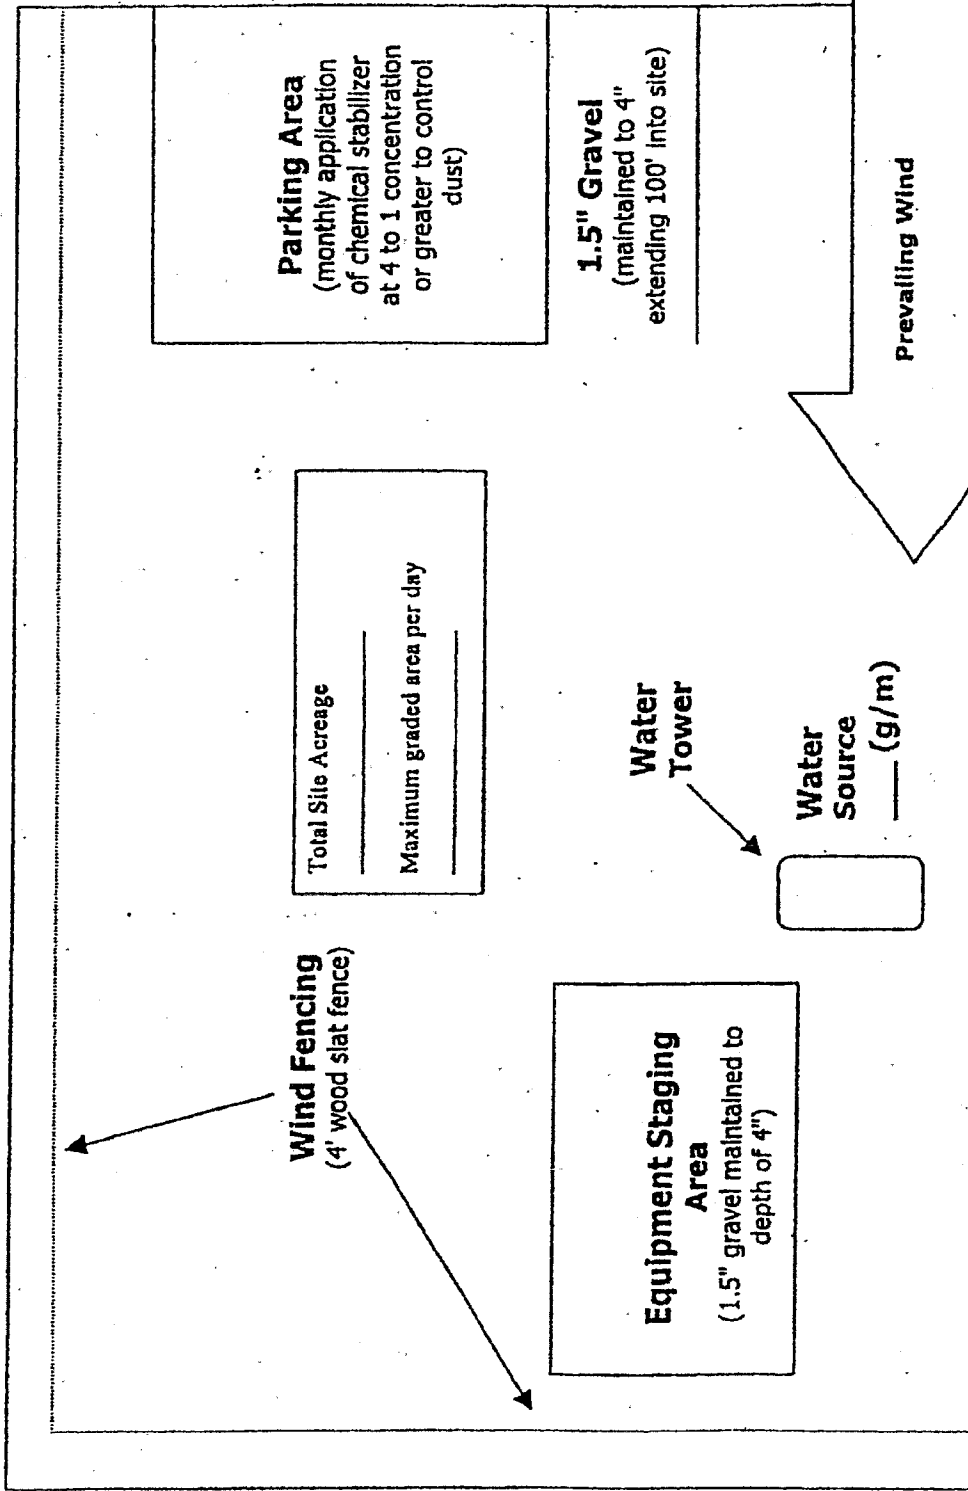 Parking Area
(monthly application
of chemical stabilizer
at 4 to 1 concentration
or greater to control
dust)
1.5" Gravel
(maintained to 4"
extending 100' into site)
Prevailing Wind
Total Site Acreage
Maximum graded area per day
Water
Tower
Water
Source
(g/m)
Wind Fencing
(4' wood slat fence)
Equipment Staging
Area
(1.5" gravel maintained to
depth of 4")